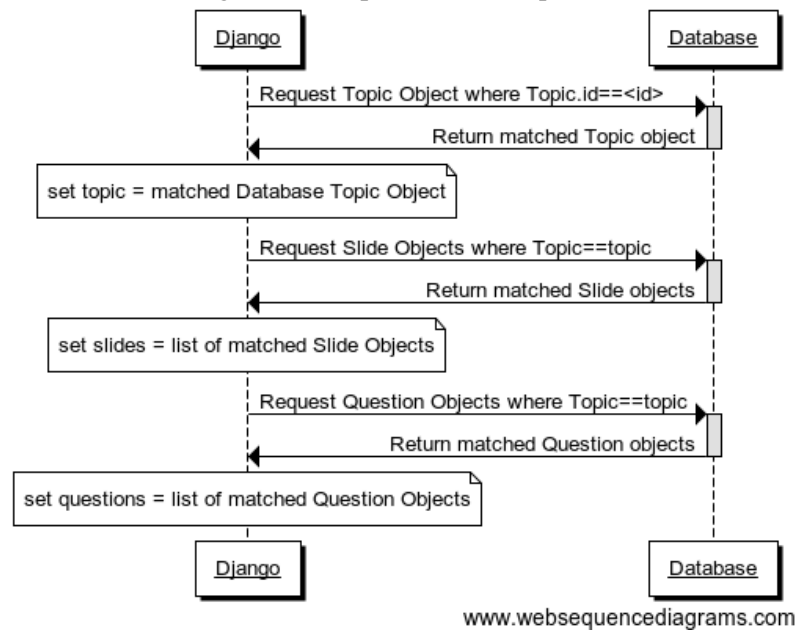 Django
Database
Request Topic Object where Topic.id==<id>
Return matched Topic object
set topic = matched Database Topic Object
Request Slide Objects where Topic==topic
Return matched Slide objects
set slides = list of matched Slide Objects
Request Question Objects where Topic==topic
Return matched Question objects
set questions = list of matched Question Objects
Django
Database
www.websequencediagrams.com